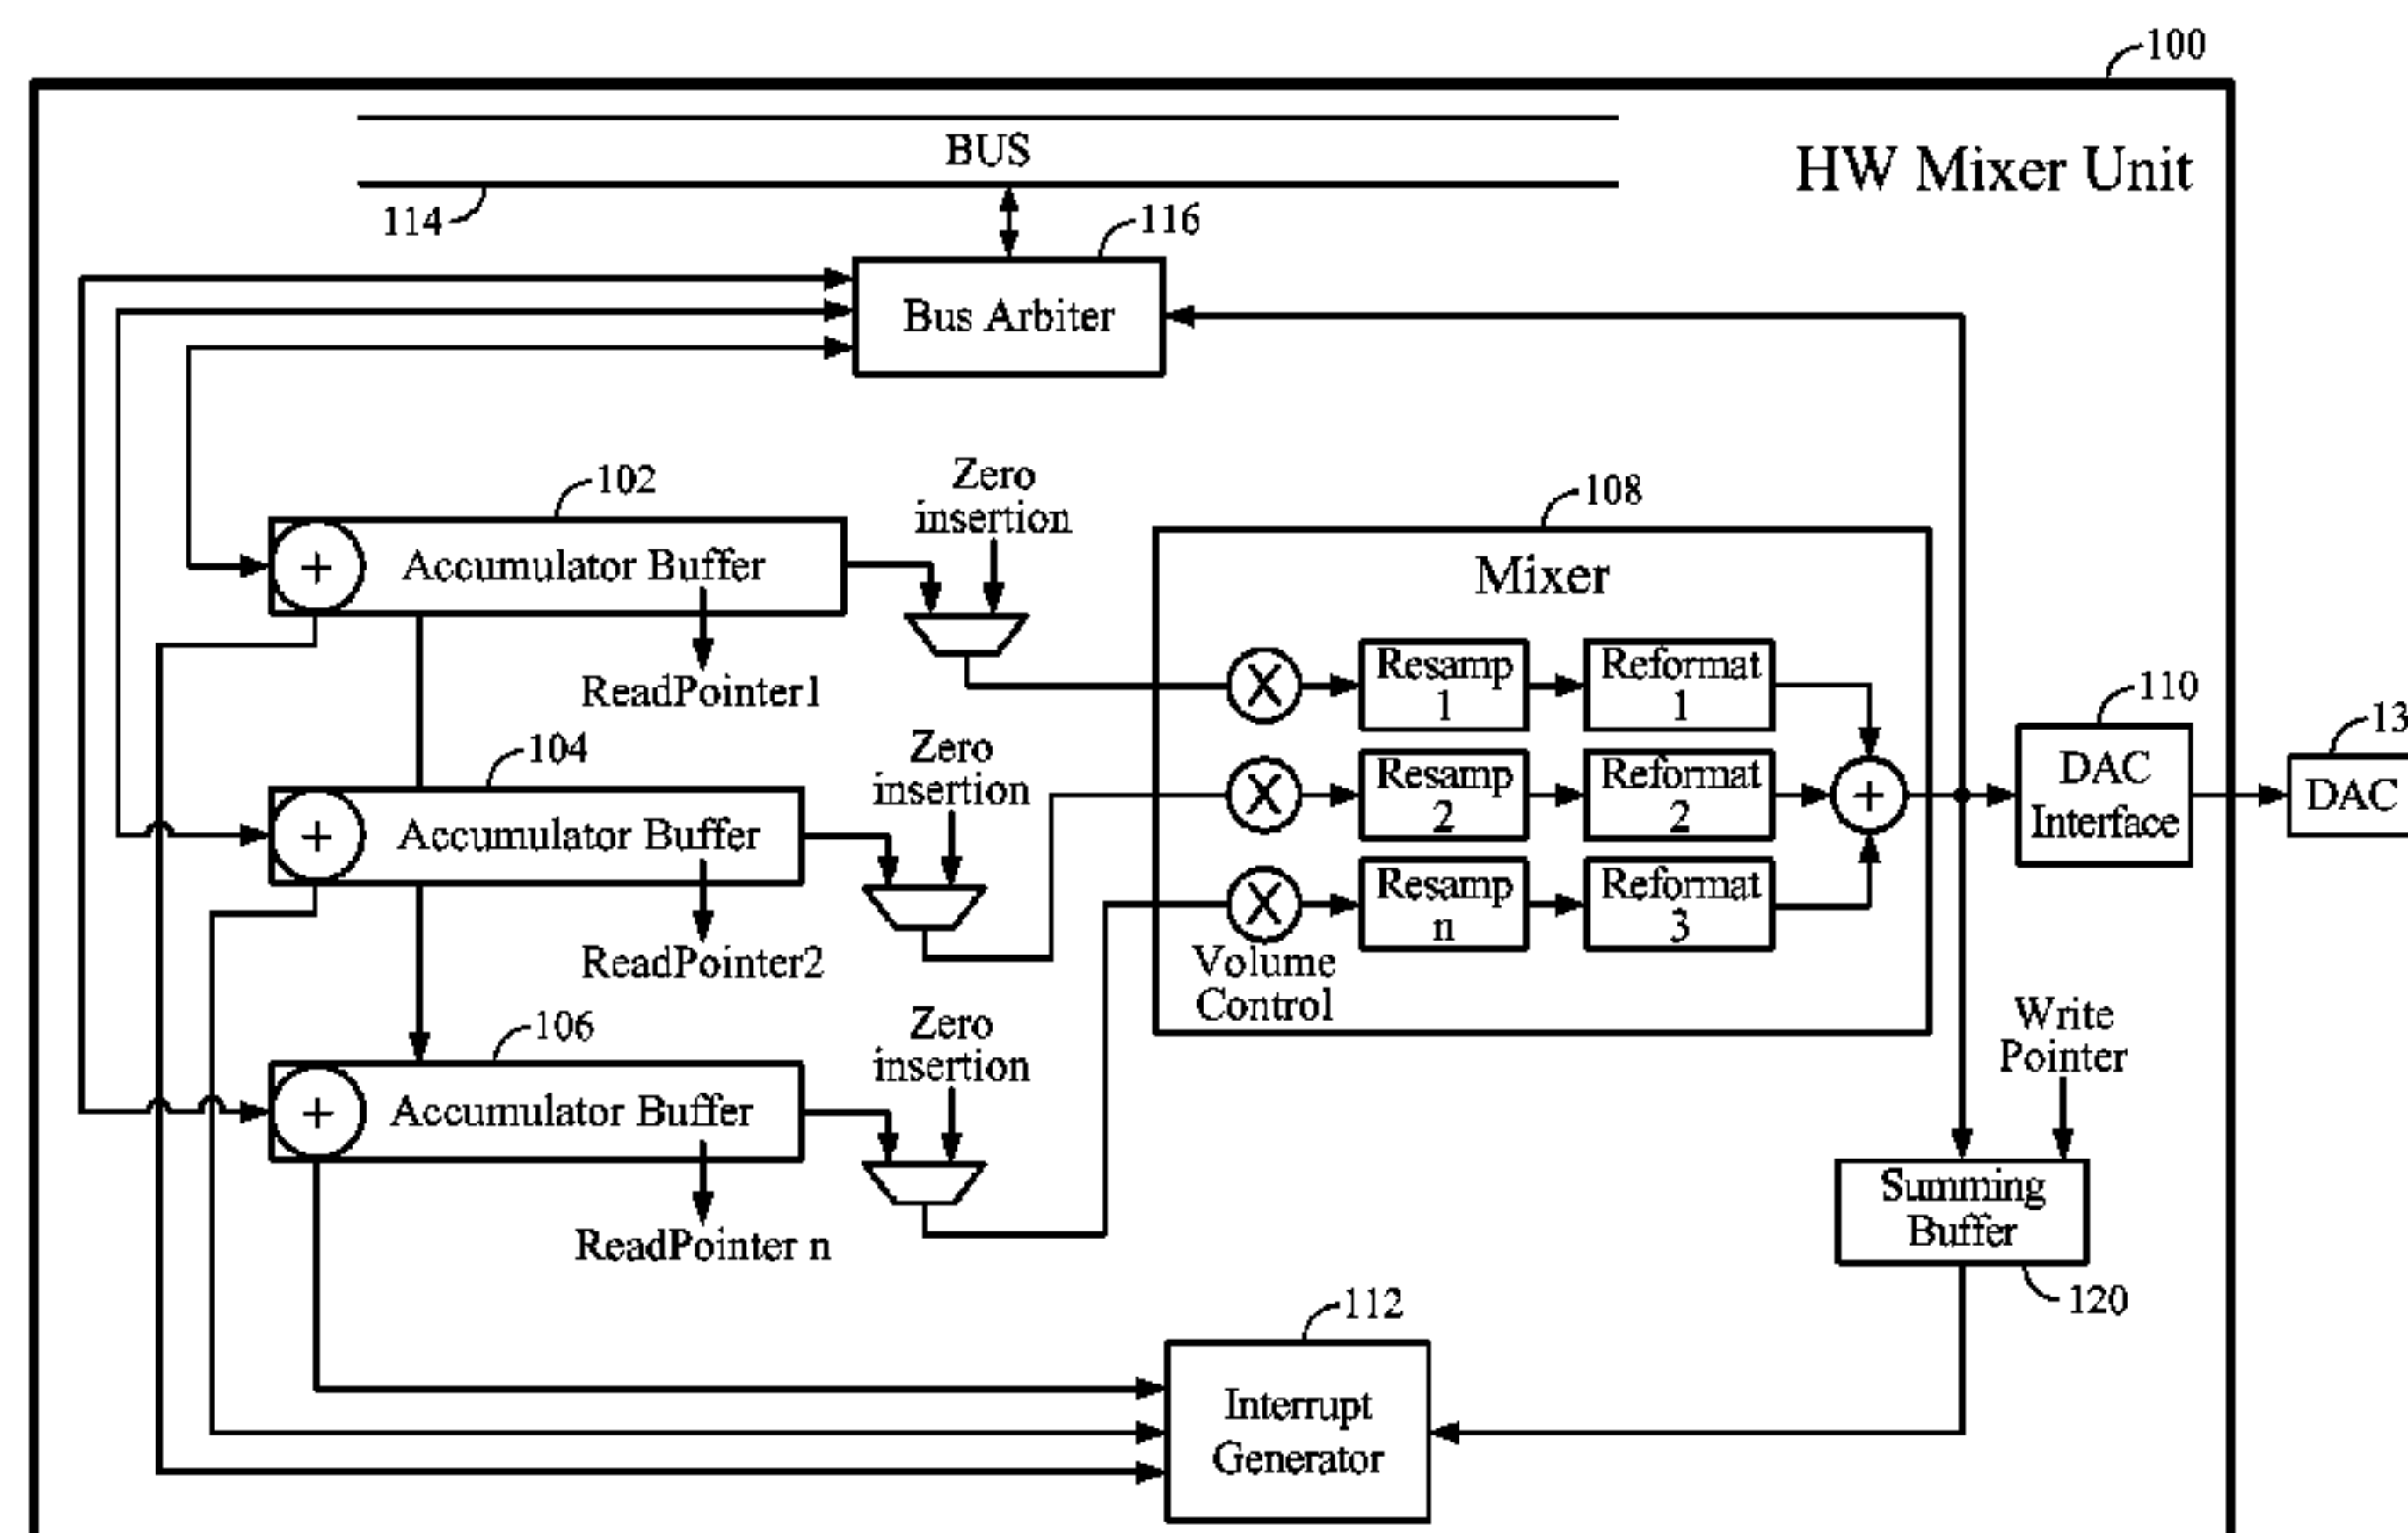 100
BUS
HW Mixer Unit
114
116
Bus Arbiter
102
Zero
insertion
108
+
Accumulator Buffer
Mixer
ReadPointer1
X
Resamp
1
Reformat
1
110
13
104
Zero
insertion
+
Accumulator Buffer
X
Resamp
2
Reformat
2
+
DAC
Interface
DAC
ReadPointer2
X
Resamp
n
Reformat
3
Volume
Control
106
Zero
insertion
Write
Pointer
+
Accumulator Buffer
ReadPointer n
Summing
Buffer
120
112
Interrupt
Generator